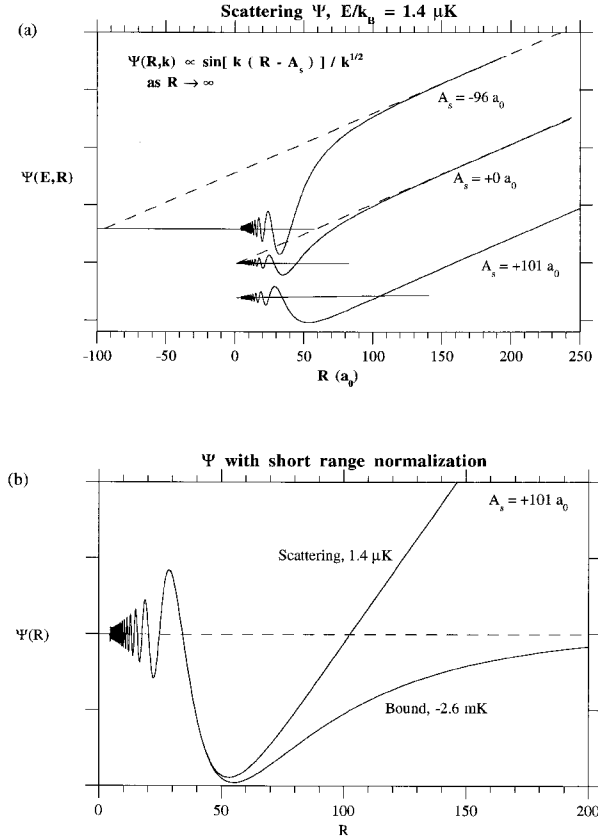 Scattering Ψ, E/k_B = 1.4 μK
(a)
Ψ(R,k) ∝ sin[ k ( R - A_s ) ] / k^1/2
as R → ∞
A_s = -96 a_0
Ψ(E,R)
A_s = +0 a_0
A_s = +101 a_0
-100 -50 0 50 100 150 200 250
R (a_0)
Ψ with short range normalization
(b)
A_s = +101 a_0
Scattering, 1.4 μK
Ψ(R)
Bound, -2.6 mK
0 50 100 150 200
R